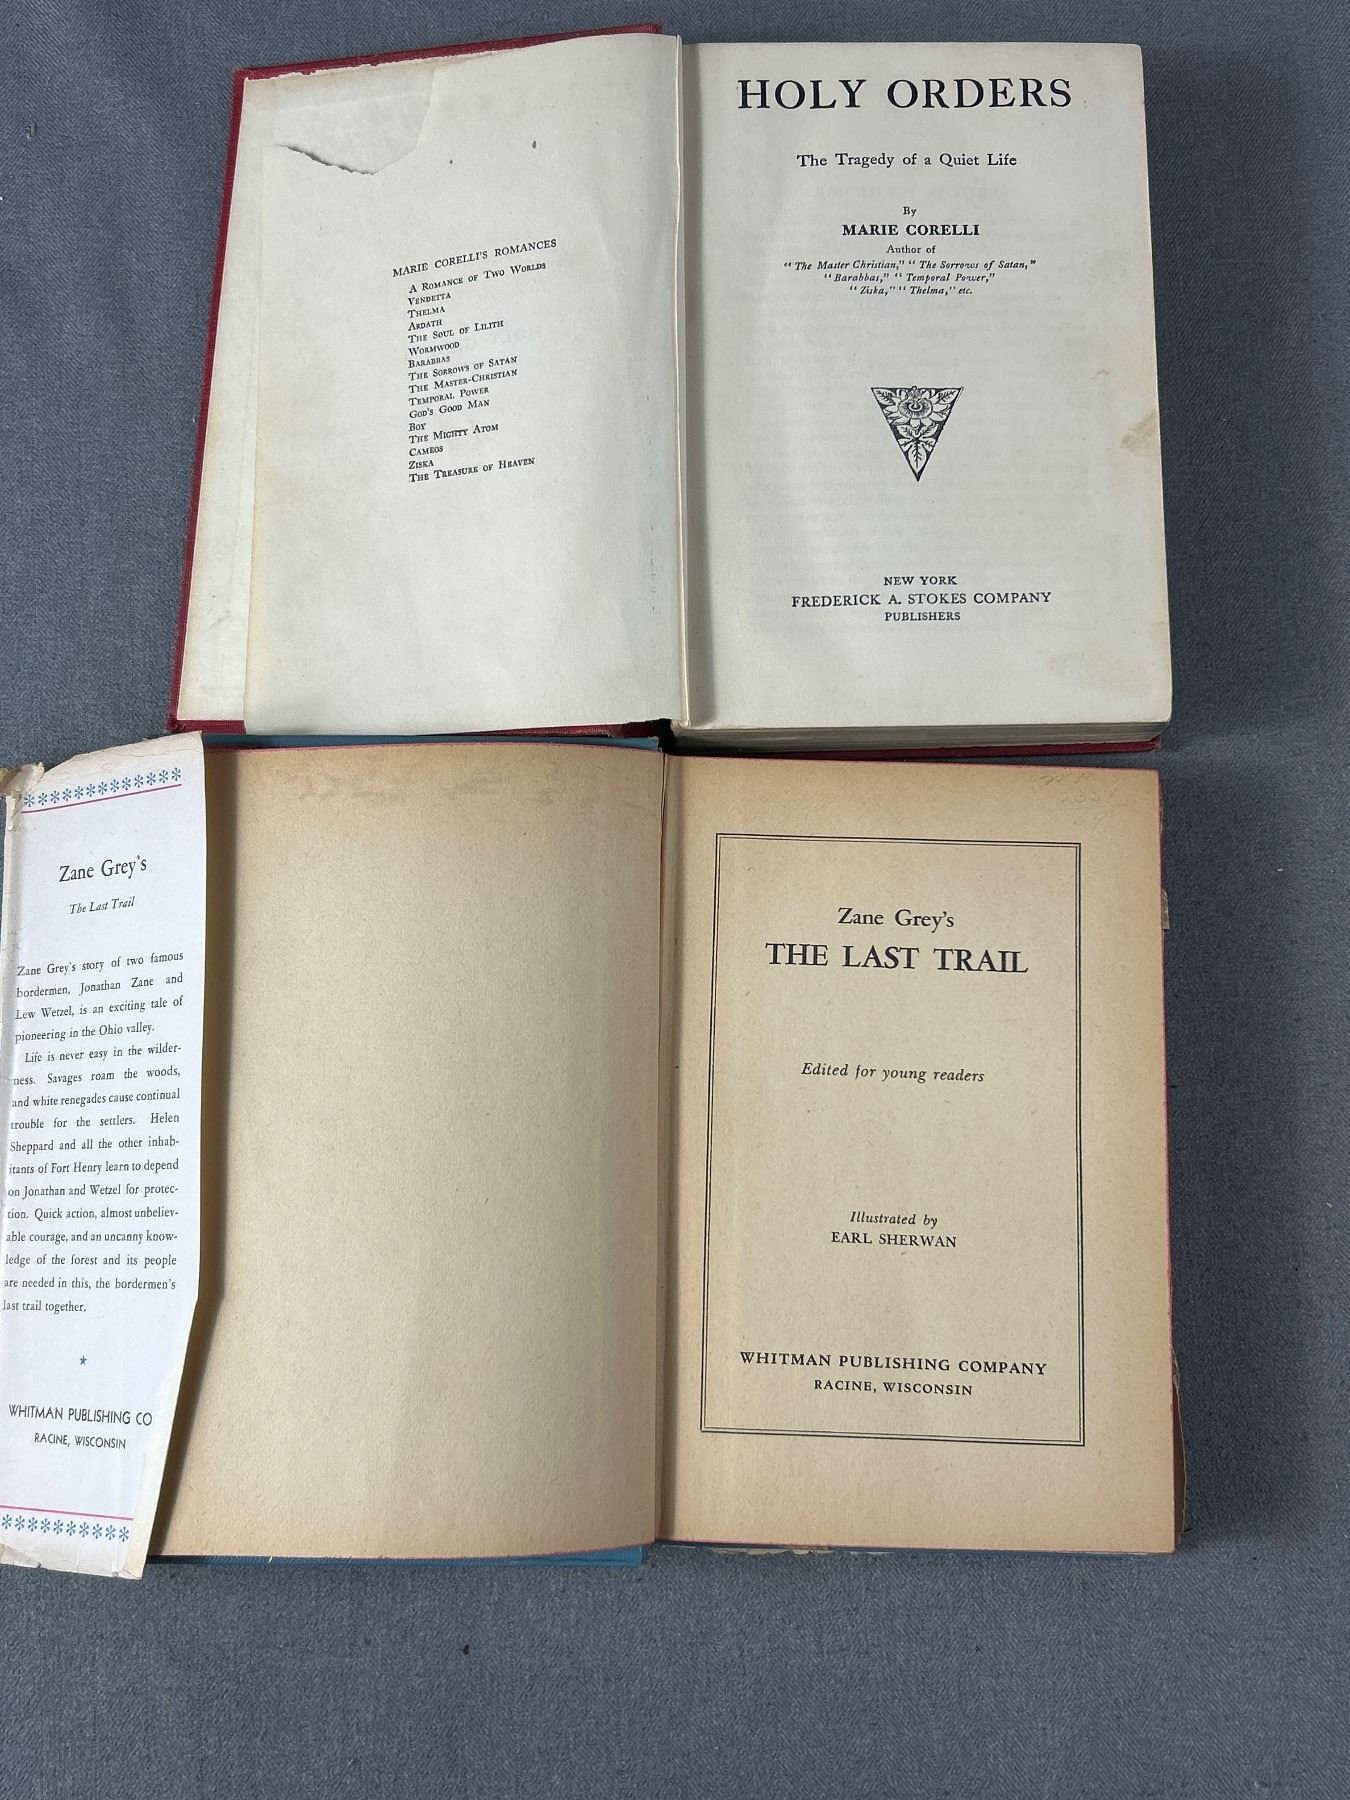 MARIE CORELLI'S ROMANCES
A ROMANCE OF TWO WORLDS
VENDETTA
THELMA
ARDATH
THE SOUL OF LILITH
WORMWOOD
BARABBAS
THE SORROWS OF SATAN
THE MASTER-CHRISTIAN
TEMPORAL POWER
GOD'S GOOD MAN
BOY
THE MIGHTY ATOM
CAMEOS
ZISKA
THE TREASURE OF HEAVEN
HOLY ORDERS
The Tragedy of a Quiet Life
By
MARIE CORELLI
Author of
"The Master Christian," "The Sorrows of Satan,"
"Barabbas," "Temporal Power,"
"Ziska," "Thelma," etc.
NEW YORK
FREDERICK A. STOKES COMPANY
PUBLISHERS
Zane Grey's
The Last Trail
Zane Grey's story of two famous
bordermen, Jonathan Zane and
Lew Wetzel, is an exciting tale of
pioneering in the Ohio valley.
Life is never easy in the wilder-
ness. Savages roam the woods,
and white renegades cause continual
trouble for the settlers. Helen
Sheppard and all the other inhab-
itants of Fort Henry learn to depend
on Jonathan and Wetzel for protec-
tion. Quick action, almost unbeliev-
able courage, and an uncanny know-
ledge of the forest and its people
are needed in this, the bordermen's
last trail together.
WHITMAN PUBLISHING CO
RACINE, WISCONSIN
Zane Grey's
THE LAST TRAIL
Edited for young readers
Illustrated by
EARL SHERWAN
WHITMAN PUBLISHING COMPANY
RACINE, WISCONSIN